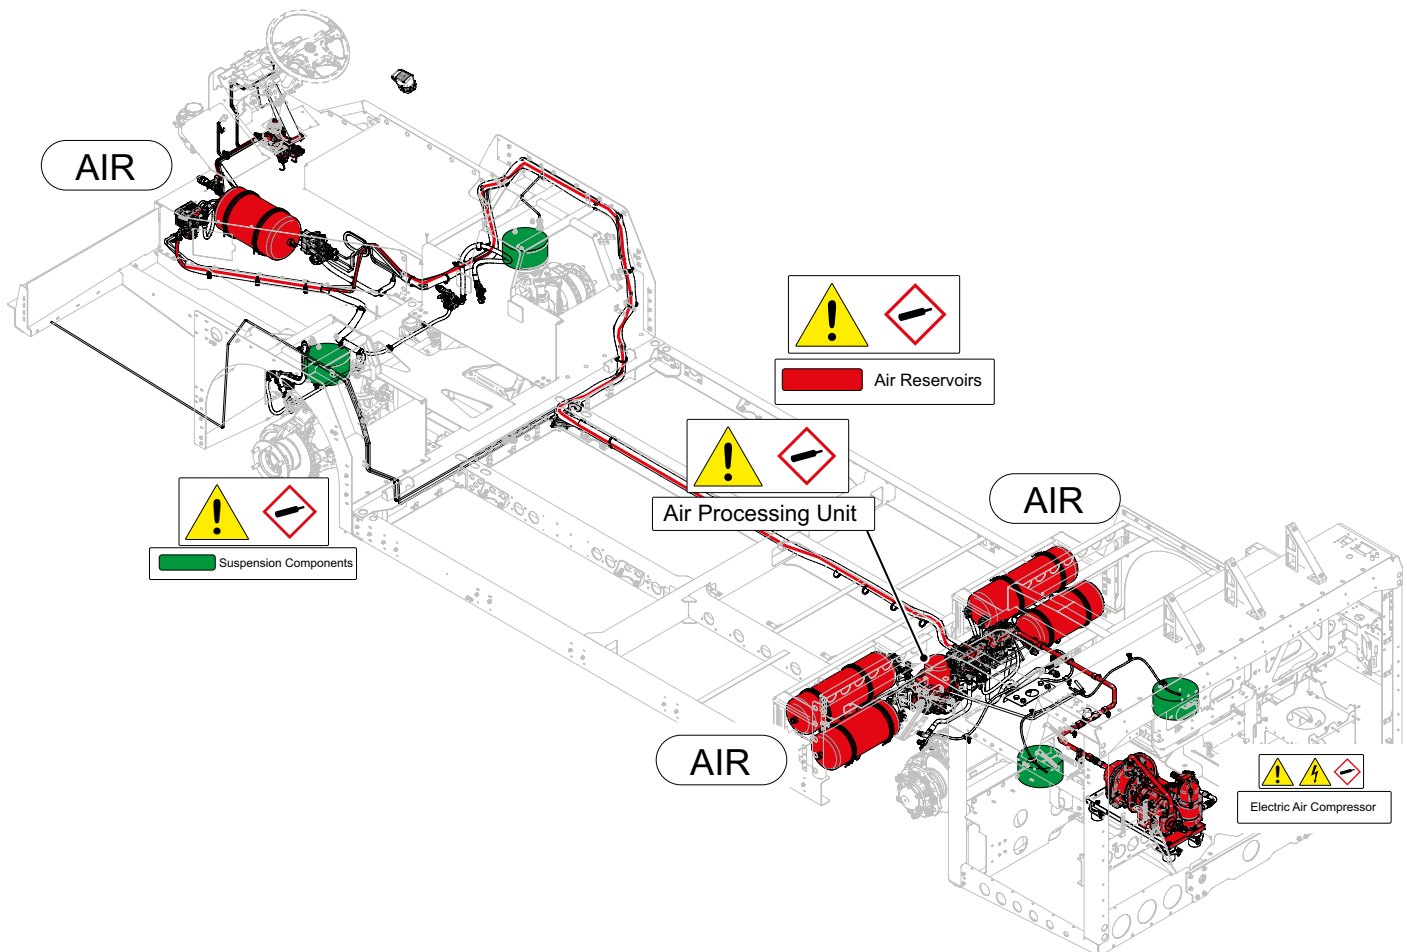 AIR
Air Reservoirs
Air Processing Unit
AIR
Suspension Components
AIR
Electric Air Compressor